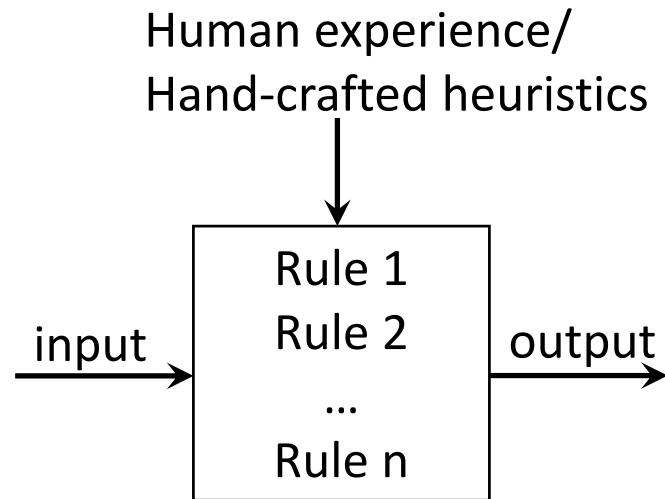 Human experience/
Hand-crafted heuristics
Rule 1
Rule 2
...
Rule n
input
output